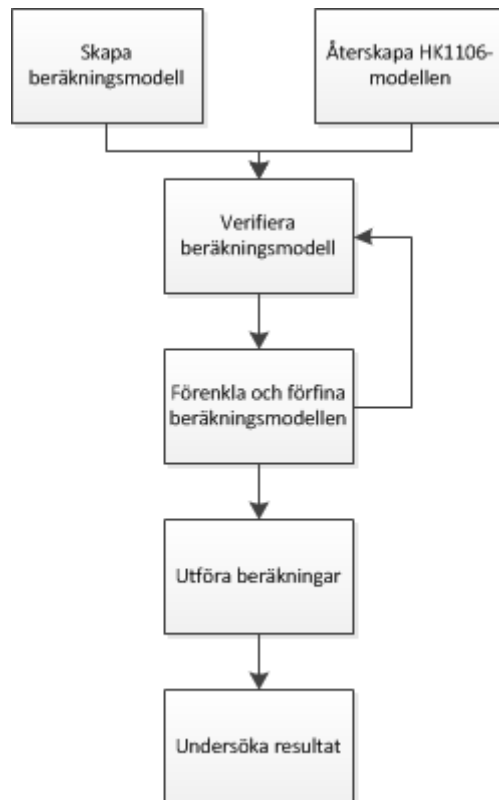 Skapa
beräkningsmodell
Återskapa HK1106-
modellen
Verifiera
beräkningsmodell
Förenkla och förfina
beräkningsmodellen
Utföra beräkningar
Undersöka resultat